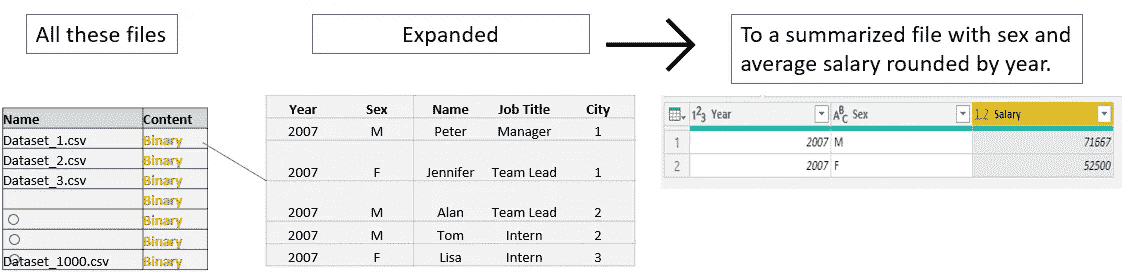 All these files
Expanded
To a summarized file with sex and
average salary rounded by year.
Name Content
Dataset_1.csv Binary
Dataset_2.csv Binary
Dataset_3.csv Binary
Binary
Binary
Binary
Dataset_1000.csv Binary
Year Sex Name Job Title City
2007 M Peter Manager 1
2007 F Jennifer Team Lead 1
2007 M Alan Team Lead 2
2007 M Tom Intern 2
2007 F Lisa Intern 3
1²3 Year ABC Sex 1.2 Salary
1 2007 M 71667
2 2007 F 52500